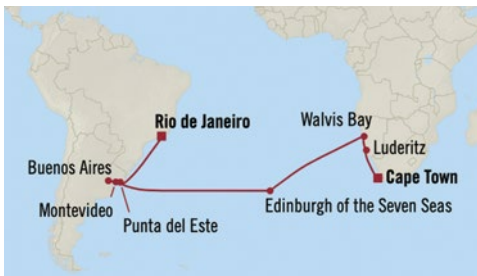 Rio de Janeiro
Walvis Bay
Luderitz
Buenos Aires
Cape Town
Montevideo
Edinburgh of the Seven Seas
Punta del Este